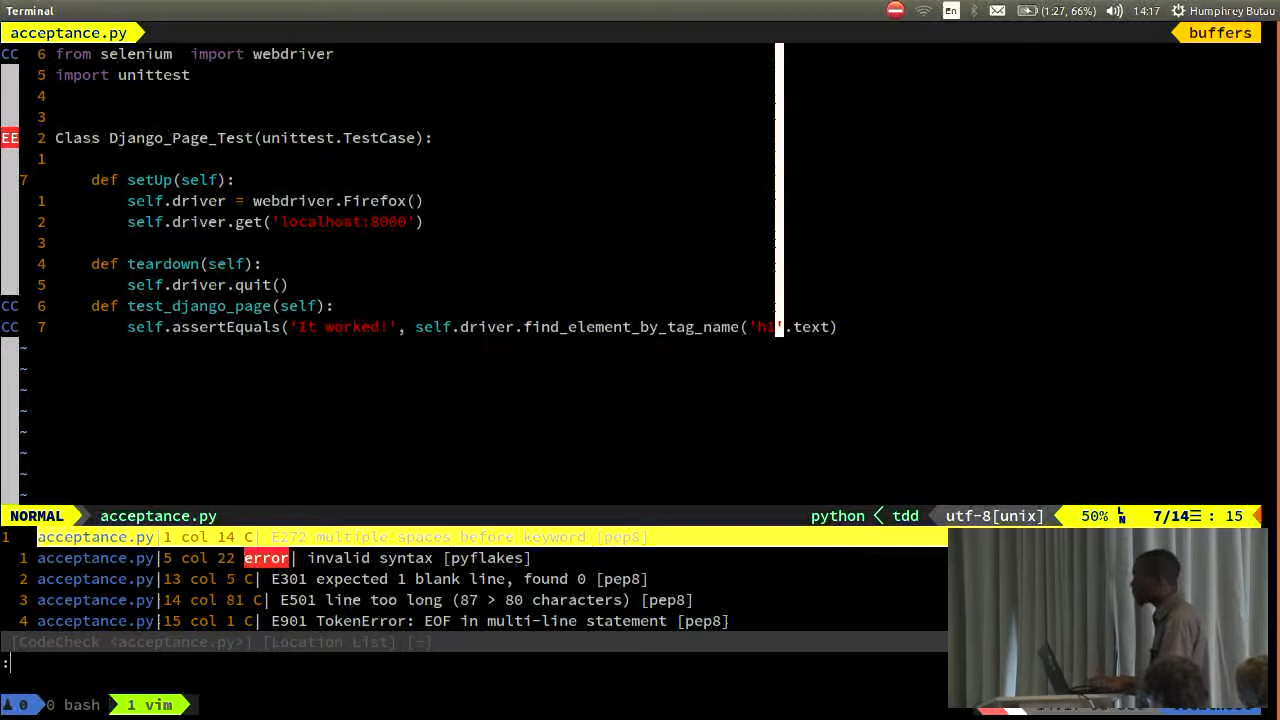 Terminal
En
(1:27, 66%)
14:17
Humphrey Butau
acceptance.py
buffers
CC 6 from selenium  import webdriver
5 import unittest
4
3
EE 2 Class Django_Page_Test(unittest.TestCase):
1
7 def setUp(self):
1 self.driver = webdriver.Firefox()
2 self.driver.get('localhost:8000')
3
4 def teardown(self):
5 self.driver.quit()
CC 6 def test_django_page(self):
CC 7 self.assertEquals('It worked!', self.driver.find_element_by_tag_name('h1'.text)
~
~
~
~
~
~
~
~
NORMAL acceptance.py python < tdd utf-8[unix] 50% LN 7/14☰ : 15
1 acceptance.py|1 col 14 C| E272 multiple spaces before keyword [pep8]
1 acceptance.py|5 col 22 error| invalid syntax [pyflakes]
2 acceptance.py|13 col 5 C| E301 expected 1 blank line, found 0 [pep8]
3 acceptance.py|14 col 81 C| E501 line too long (87 > 80 characters) [pep8]
4 acceptance.py|15 col 1 C| E901 TokenError: EOF in multi-line statement [pep8]
[CodeCheck <acceptance.py>] [Location List] [-]
:
0 0 bash 1 vim